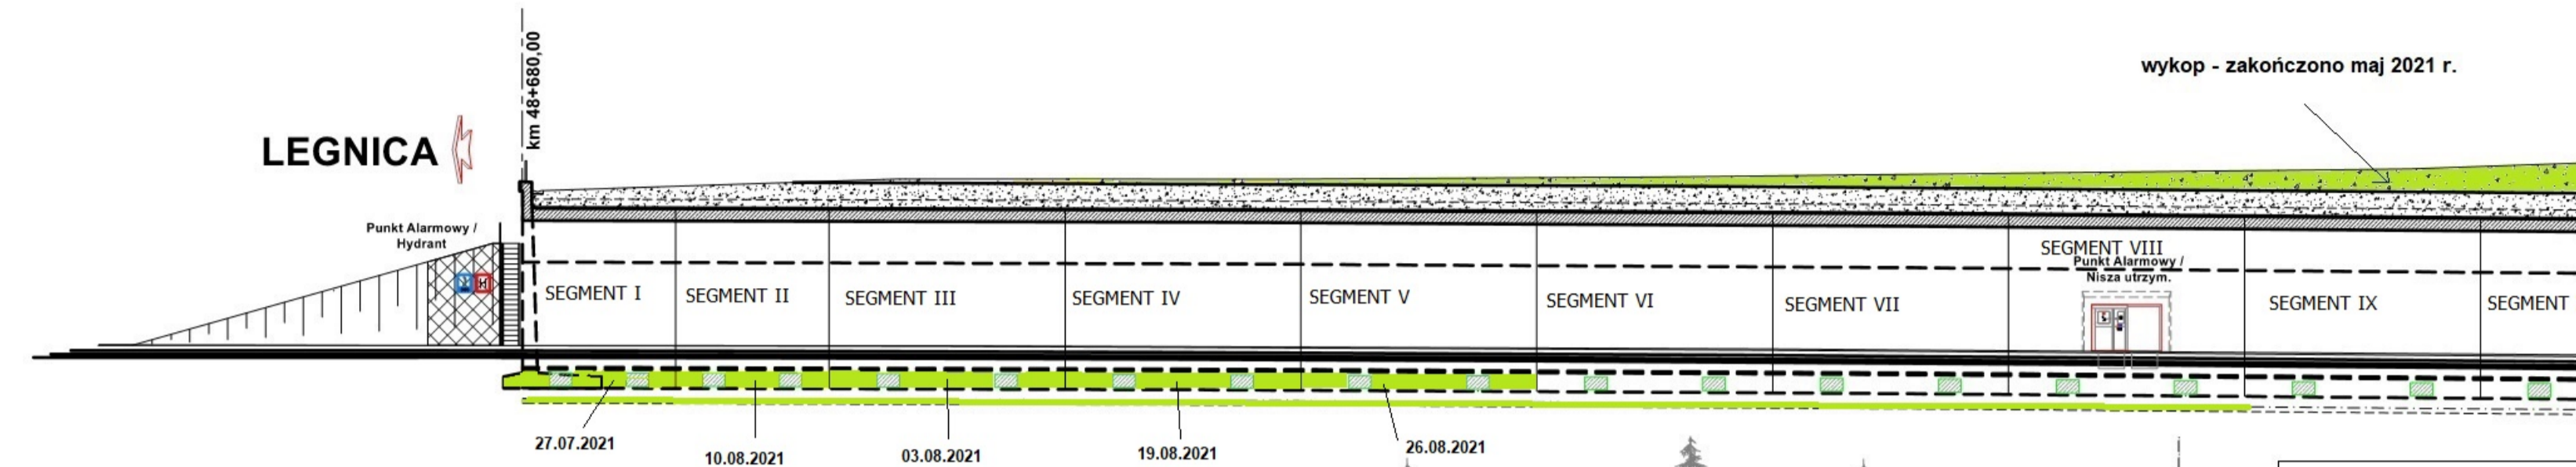 km 48+680,00
wykop - zakończono maj 2021 r.
LEGNICA
Punkt Alarmowy /
Hydrant
H
SEGMENT I
SEGMENT II
SEGMENT III
SEGMENT IV
SEGMENT V
SEGMENT VI
SEGMENT VII
SEGMENT VIII
Punkt Alarmowy /
Nisza utrzym.
SEGMENT IX
SEGMENT
27.07.2021
10.08.2021
03.08.2021
19.08.2021
26.08.2021